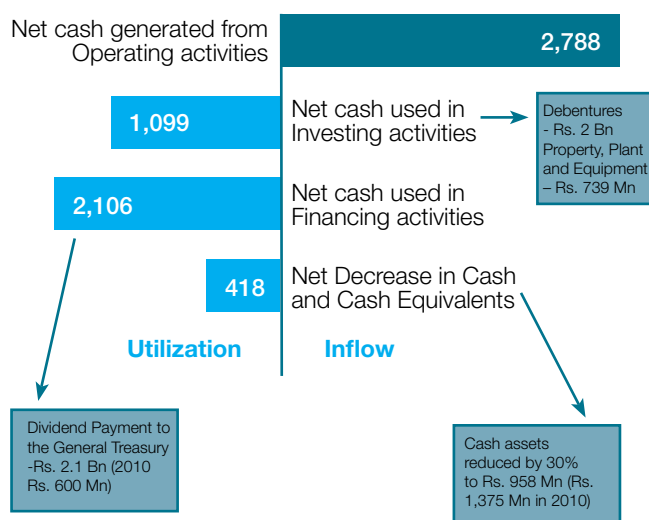 Net cash generated from
Operating activities
2,788
1,099
Net cash used in
Investing activities
Debentures
- Rs. 2 Bn
Property, Plant
and Equipment
– Rs. 739 Mn
2,106
Net cash used in
Financing activities
418
Net Decrease in Cash
and Cash Equivalents
Utilization
Inflow
Dividend Payment to
the General Treasury
-Rs. 2.1 Bn (2010
Rs. 600 Mn)
Cash assets
reduced by 30%
to Rs. 958 Mn (Rs.
1,375 Mn in 2010)